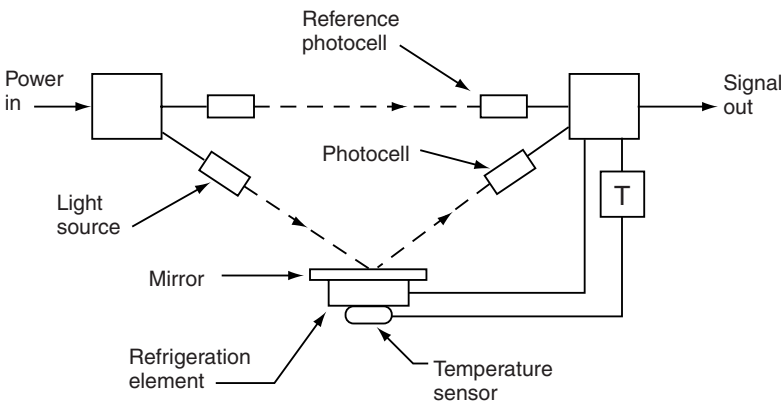 Reference
photocell
Power
in
Signal
out
Photocell
T
Light
source
Mirror
Refrigeration
element
Temperature
sensor